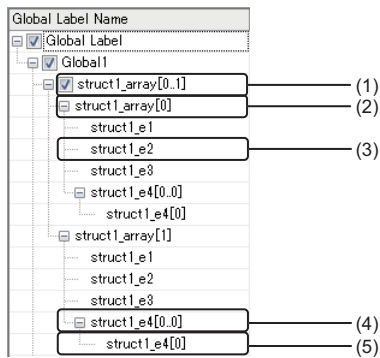 Global Label Name
Global Label
Global1
struct1_array[0..1] (1)
struct1_array[0] (2)
struct1_e1
struct1_e2 (3)
struct1_e3
struct1_e4[0..0]
struct1_e4[0]
struct1_array[1]
struct1_e1
struct1_e2
struct1_e3
struct1_e4[0..0] (4)
struct1_e4[0] (5)